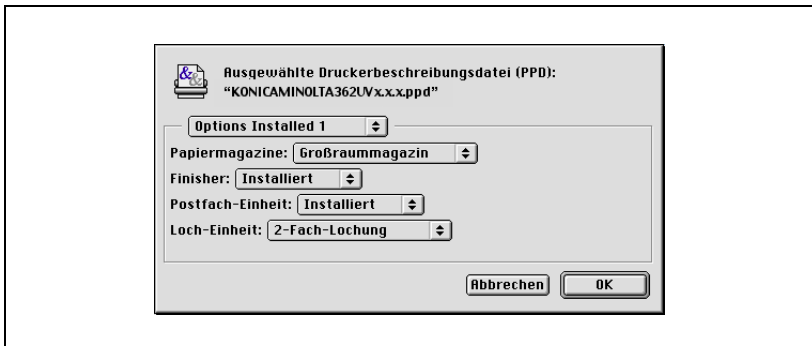 Ausgewählte Druckerbeschreibungsdatei (PPD):
“KONICAMINOLTA362UVx.x.x.ppd”
Options Installed 1
Papiermagazine: Großraummagazin
Finisher: Installiert
Postfach-Einheit: Installiert
Loch-Einheit: 2-Fach-Lochung
Abbrechen OK